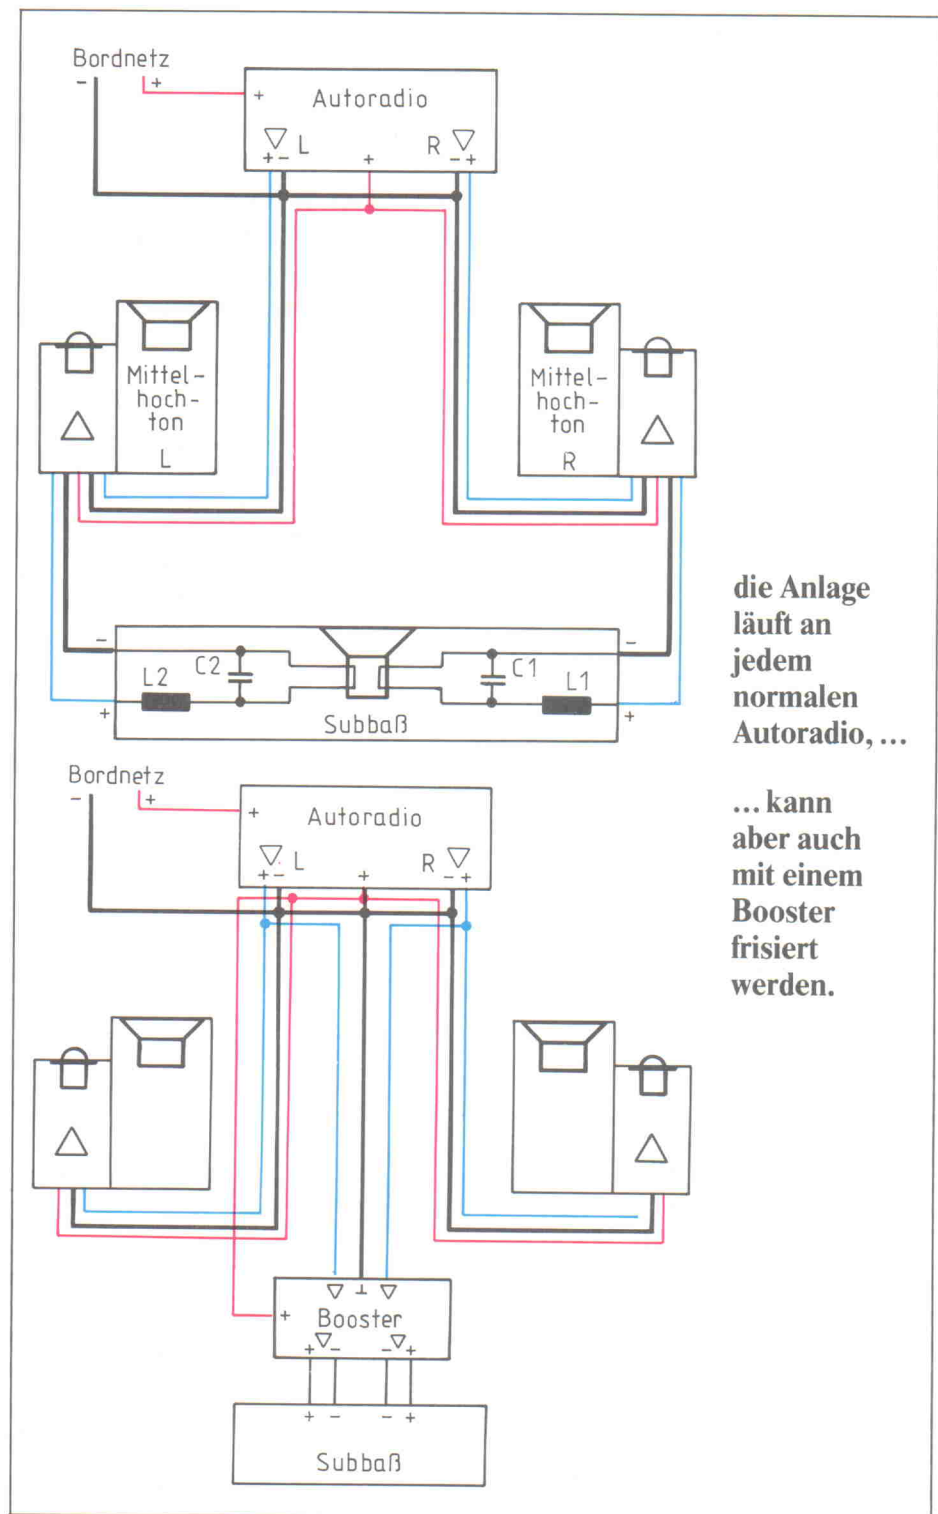 Bordnetz
- +
+ Autoradio
L R
+ - + - +
Mittel-
hoch-
ton
L
Mittel-
hoch-
ton
R
- -
C2 C1
L2 L1
+ +
Subbaß
die Anlage
läuft an
jedem
normalen
Autoradio, ...
... kann
aber auch
mit einem
Booster
frisiert
werden.
Bordnetz
- +
+ Autoradio
L R
+ - + - +
+ Booster
+ - - +
+ - - +
Subbaß